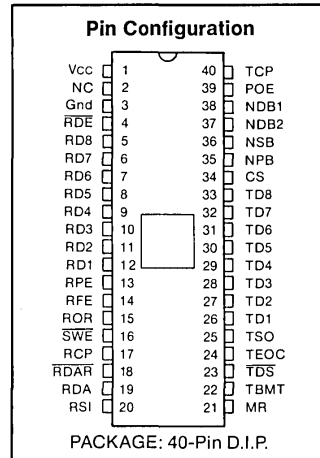 Pin Configuration
Vcc 1 40 TCP
NC 2 39 POE
Gnd 3 38 NDB1
RDE 4 37 NDB2
RD8 5 36 NSB
RD7 6 35 NPB
RD6 7 34 CS
RD5 8 33 TD8
RD4 9 32 TD7
RD3 10 31 TD6
RD2 11 30 TD5
RD1 12 29 TD4
RPE 13 28 TD3
RFE 14 27 TD2
ROR 15 26 TD1
SWE 16 25 TSO
RCP 17 24 TEOC
RDAR 18 23 TDS
RDA 19 22 TBMT
RSI 20 21 MR
PACKAGE: 40-Pin D.I.P.